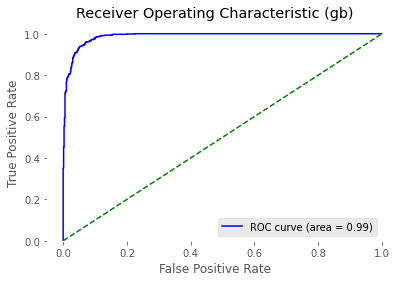 Receiver Operating Characteristic (gb)
True Positive Rate
1.0
0.8
0.6
0.4
0.2
0.0
ROC curve (area = 0.99)
0.0 0.2 0.4 0.6 0.8 1.0
False Positive Rate